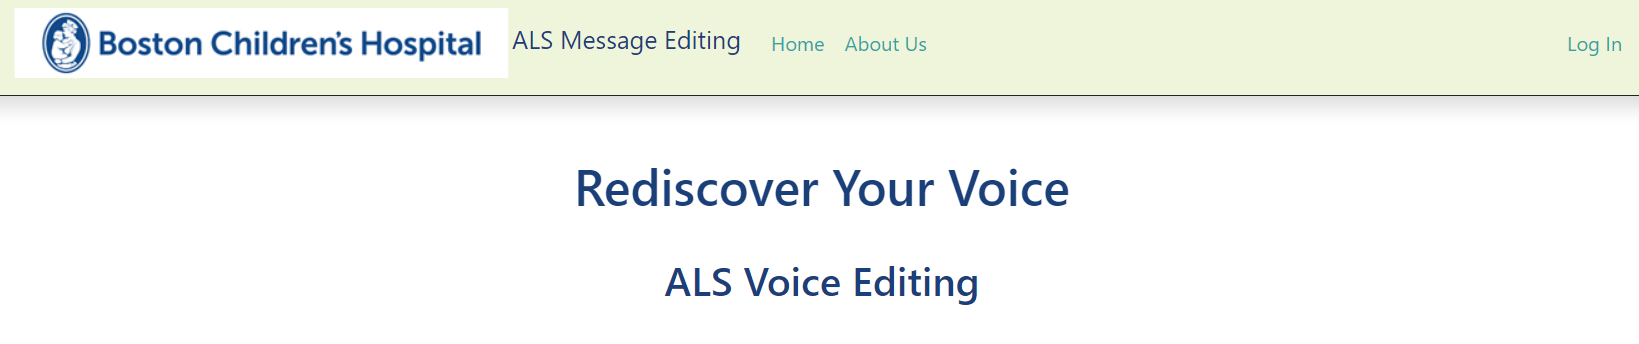 Boston Children's Hospital ALS Message Editing Home About Us Log In
Rediscover Your Voice
ALS Voice Editing